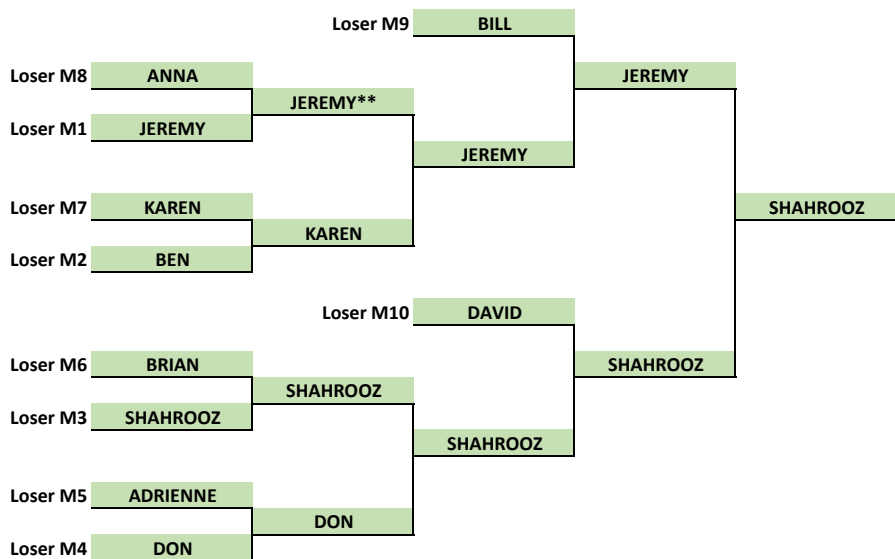 Loser M9 BILL
Loser M8 ANNA JEREMY
JEREMY**
Loser M1 JEREMY
JEREMY
Loser M7 KAREN SHAHROOZ
KAREN
Loser M2 BEN
Loser M10 DAVID
Loser M6 BRIAN SHAHROOZ
SHAHROOZ
Loser M3 SHAHROOZ
SHAHROOZ
Loser M5 ADRIENNE
DON
Loser M4 DON